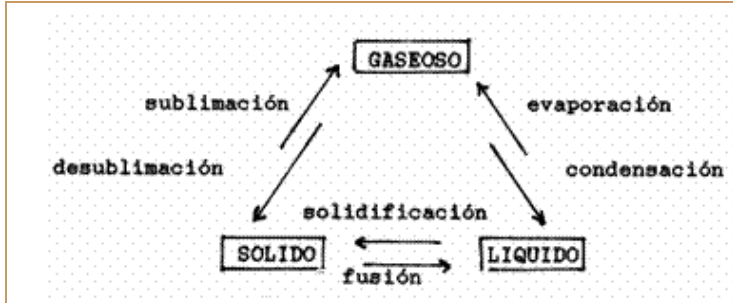 GASEOSO
sublimación
evaporación
desublimación
condensación
solidificación
SOLIDO
LIQUIDO
fusión